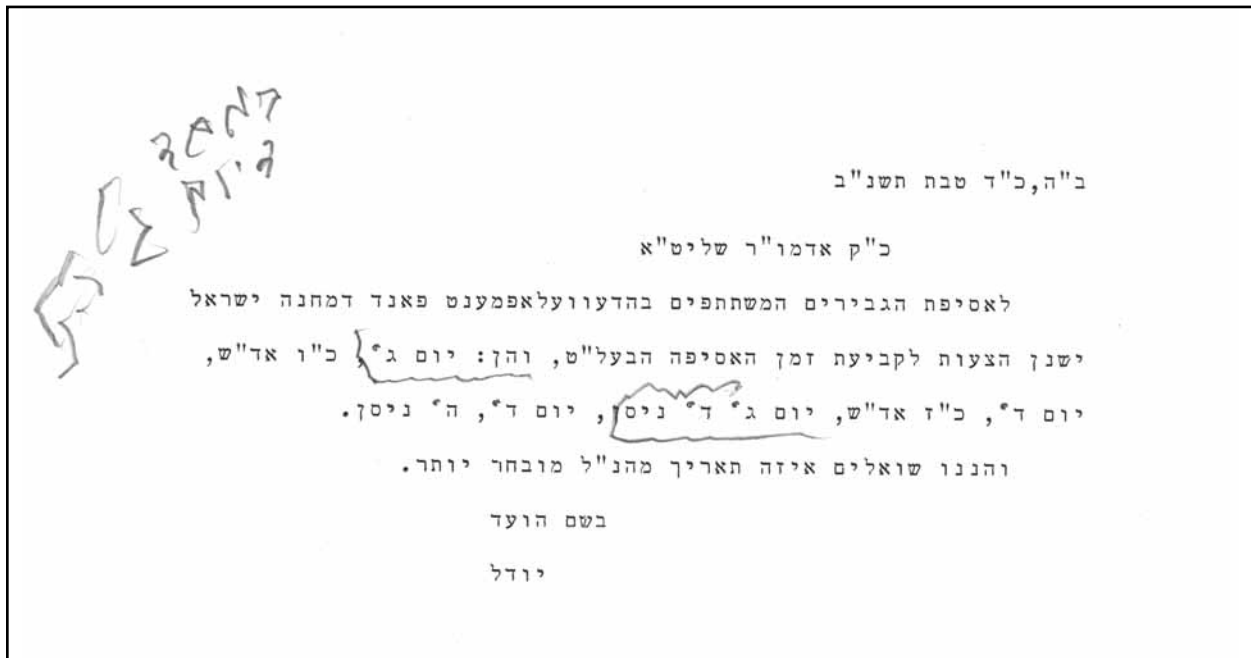 ב"ה,כ"ד טבת תשנ"ב
כ"ק אדמו"ר שליט"א
לאסיפת הגבירים המשתתפים בהדעוועלאפמענט פאנד דמחנה ישראל
ישנן הצעות לקביעת זמן האסיפה הבעל"ט, והן: יום ג', כ"ו אד"ש,
יום ד', כ"ז אד"ש, יום ג' ד' ניסן, יום ד', ה' ניסן.
והננו שואלים איזה תאריך מהנ"ל מובחר יותר.
בשם הועד
יודל